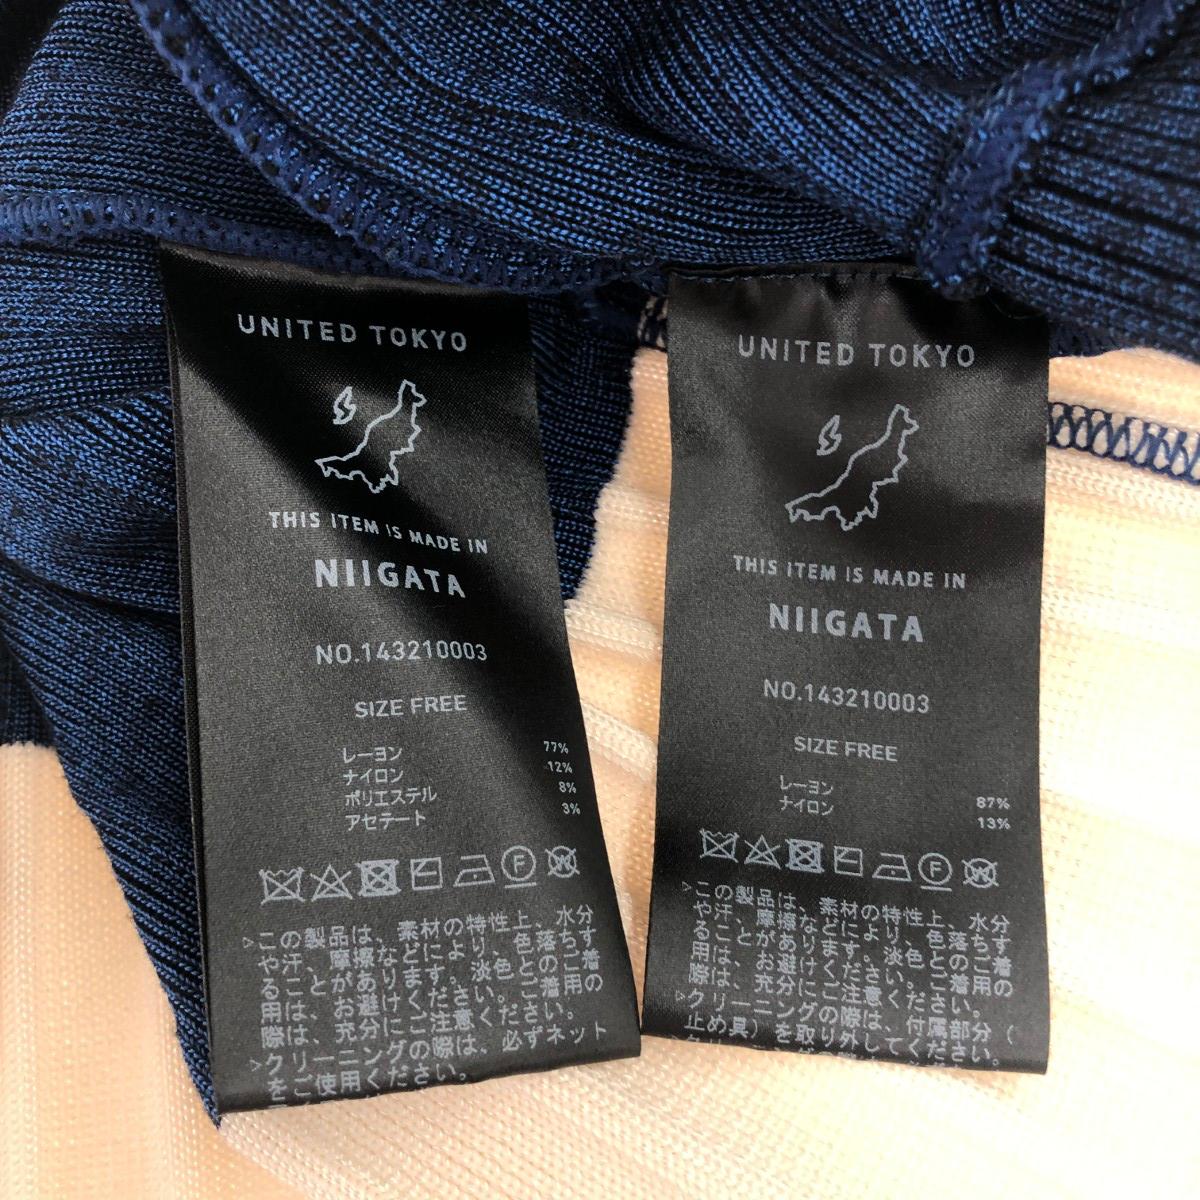 UNITED TOKYO
THIS ITEM IS MADE IN
NIIGATA
NO.143210003
SIZE FREE
レーヨン 77%
ナイロン 12%
ポリエステル 8%
アセテート 3%
F
W
▷この製品は、素材の特性上、水分
や汗、摩擦などにより、色落ちす
ることがあります。淡色とのご着
用は、お避けください。ご着用の
際は、充分にご注意ください。
▷クリーニングの際は、必ずネット
をご使用ください。
UNITED TOKYO
THIS ITEM IS MADE IN
NIIGATA
NO.143210003
SIZE FREE
レーヨン 87%
ナイロン 13%
F
W
▷この製品は、素材の特性上、水分
や汗、摩擦などにより、色落ちす
ることがあります。淡色とのご着
用は、お避けください。ご着用の
際は、充分にご注意ください。
▷クリーニングの際は、付属部分（
止め具）を取り外してください。